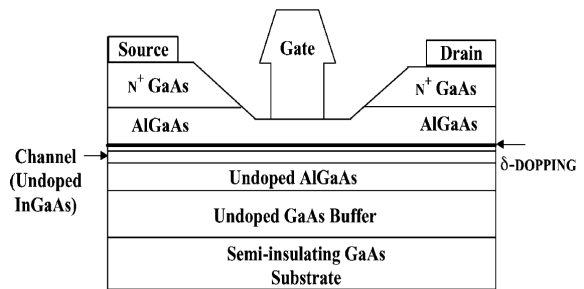 Source
Gate
Drain
N+ GaAs
N+ GaAs
AlGaAs
AlGaAs
Channel
(Undoped
InGaAs)
δ-DOPING
Undoped AlGaAs
Undoped GaAs Buffer
Semi-insulating GaAs
Substrate